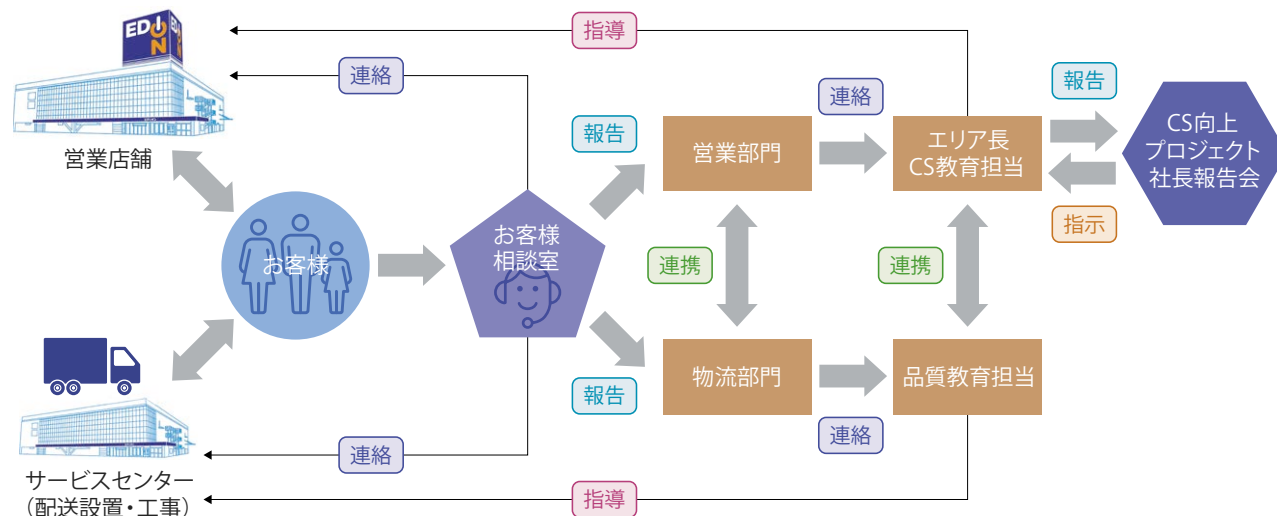 EDION
指導
連絡
営業店舗
お客様
お客様
相談室
報告
営業部門
連絡
エリア長
CS教育担当
報告
CS向上
プロジェクト
社長報告会
指示
連携
連携
報告
物流部門
連絡
品質教育担当
連絡
サービスセンター
(配送設置・工事)
指導